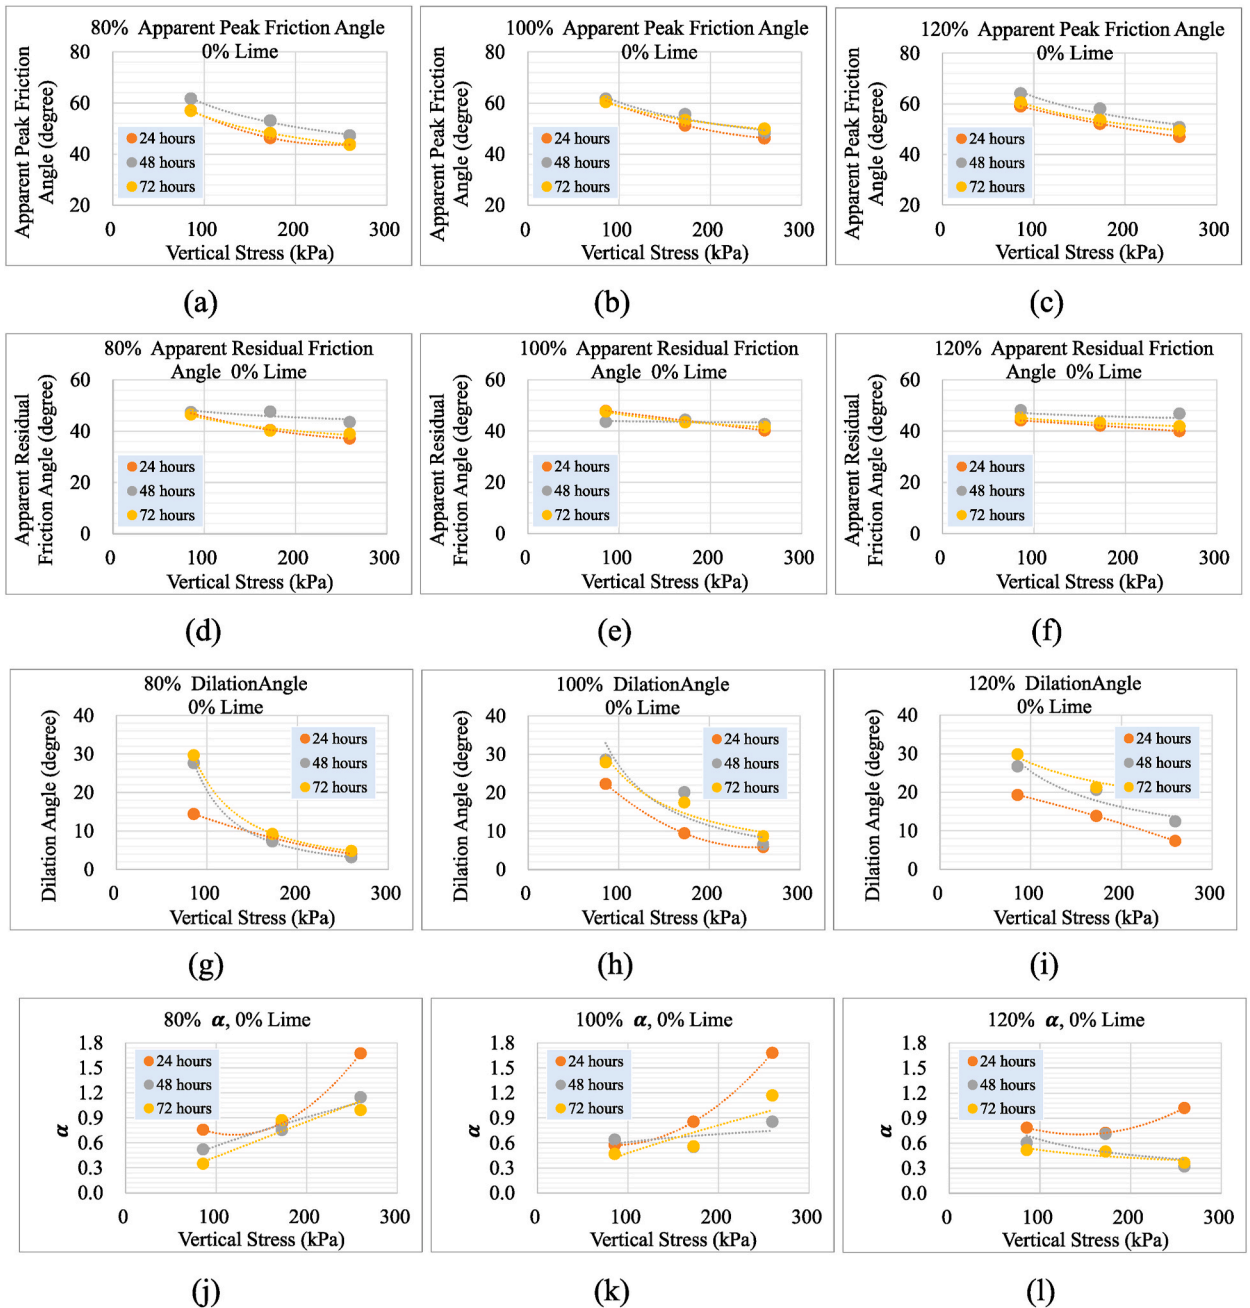 80% Apparent Peak Friction Angle
0% Lime
Apparent Peak Friction
Angle (degree)
80
60
40
20
24 hours
48 hours
72 hours
0 100 200 300
Vertical Stress (kPa)
(a)
100% Apparent Peak Friction Angle
0% Lime
Apparent Peak Friction
Angle (degree)
80
60
40
20
24 hours
48 hours
72 hours
0 100 200 300
Vertical Stress (kPa)
(b)
120% Apparent Peak Friction Angle
0% Lime
Apparent Peak Friction
Angle (degree)
80
60
40
20
24 hours
48 hours
72 hours
0 100 200 300
Vertical Stress (kPa)
(c)
80% Apparent Residual Friction
Angle 0% Lime
Apparent Residual
Friction Angle (degree)
60
40
20
0
24 hours
48 hours
72 hours
0 100 200 300
Vertical Stress (kPa)
(d)
100% Apparent Residual Friction
Angle 0% Lime
Apparent Residual
Friction Angle (degree)
60
40
20
0
24 hours
48 hours
72 hours
0 100 200 300
Vertical Stress (kPa)
(e)
120% Apparent Residual Friction
Angle 0% Lime
Apparent Residual
Friction Angle (degree)
60
40
20
0
24 hours
48 hours
72 hours
0 100 200 300
Vertical Stress (kPa)
(f)
80% DilationAngle
0% Lime
Dilation Angle (degree)
40
30
20
10
0
24 hours
48 hours
72 hours
0 100 200 300
Vertical Stress (kPa)
(g)
100% DilationAngle
0% Lime
Dilation Angle (degree)
40
30
20
10
0
24 hours
48 hours
72 hours
0 100 200 300
Vertical Stress (kPa)
(h)
120% DilationAngle
0% Lime
Dilation Angle (degree)
40
30
20
10
0
24 hours
48 hours
72 hours
0 100 200 300
Vertical Stress (kPa)
(i)
80% α, 0% Lime
α
1.8
1.5
1.2
0.9
0.6
0.3
0.0
24 hours
48 hours
72 hours
0 100 200 300
Vertical Stress (kPa)
(j)
100% α, 0% Lime
α
1.8
1.5
1.2
0.9
0.6
0.3
0.0
24 hours
48 hours
72 hours
0 100 200 300
Vertical Stress (kPa)
(k)
120% α, 0% Lime
α
1.8
1.5
1.2
0.9
0.6
0.3
0.0
24 hours
48 hours
72 hours
0 100 200 300
Vertical Stress (kPa)
(l)